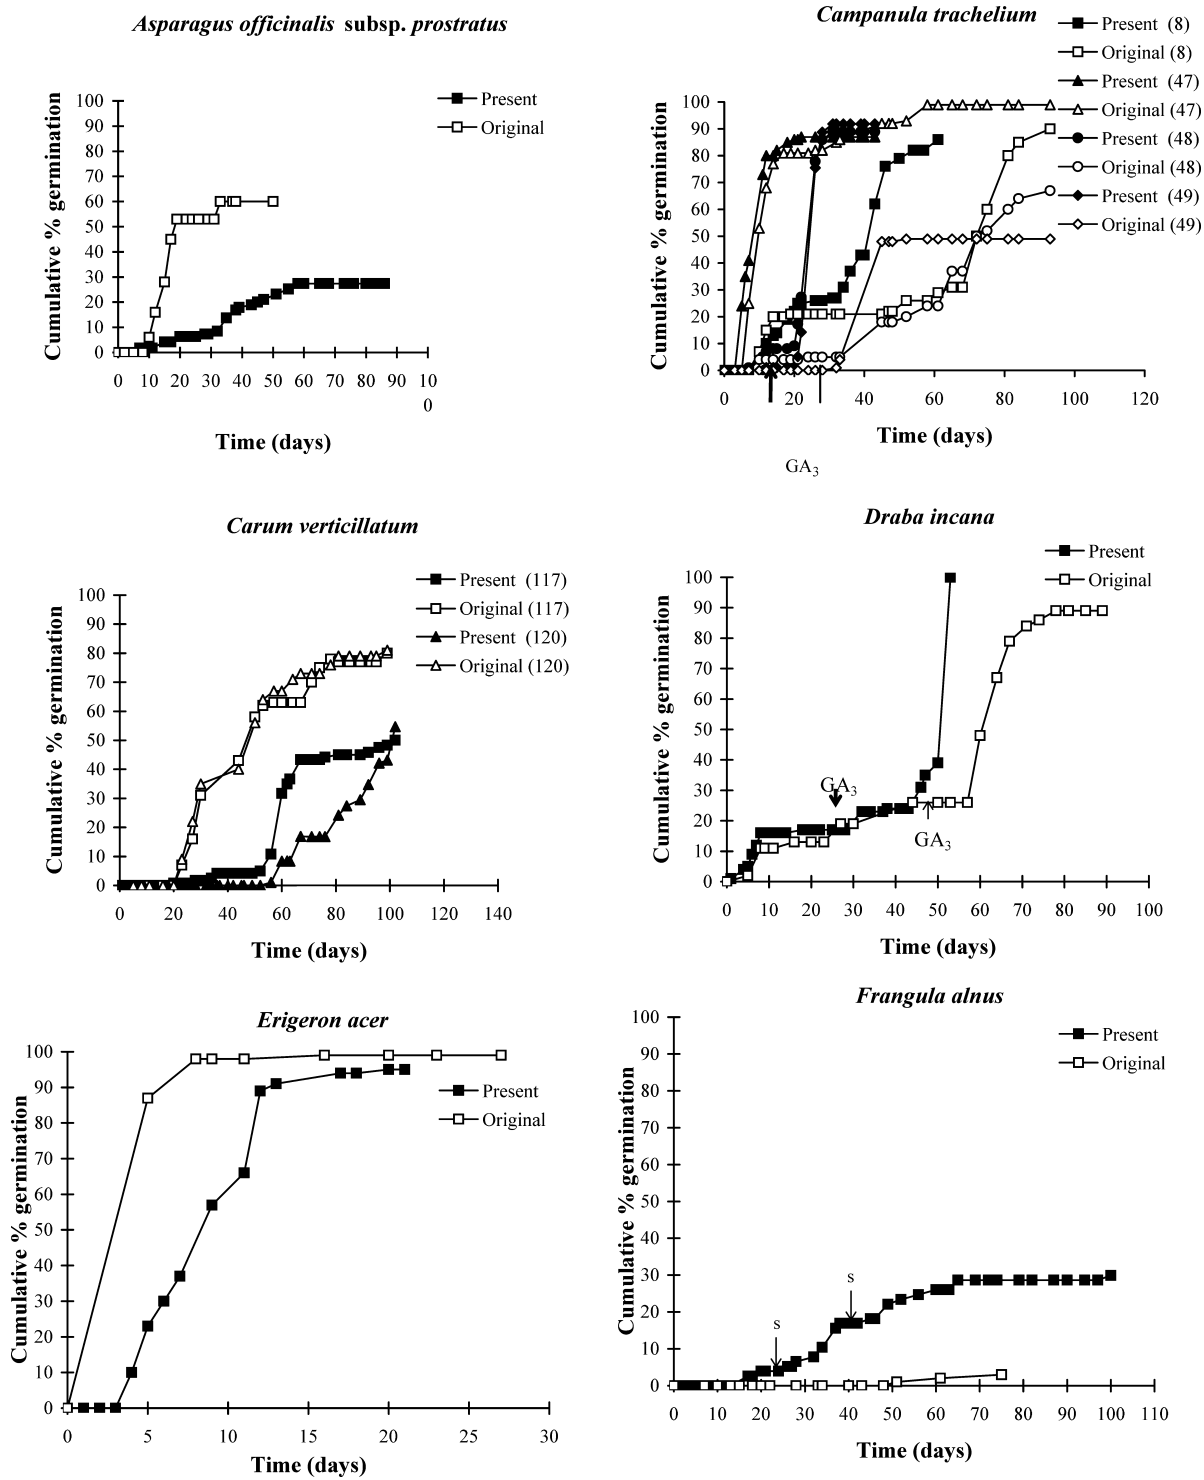 Asparagus officinalis subsp. prostratus
Present
Original
Cumulative % germination
100
90
80
70
60
50
40
30
20
10
0
0 10 20 30 40 50 60 70 80 90 10
0
Time (days)
Campanula trachelium
Present (8)
Original (8)
Present (47)
Original (47)
Present (48)
Original (48)
Present (49)
Original (49)
Cumulative % germination
100
90
80
70
60
50
40
30
20
10
0
0 20 40 60 80 100 120
Time (days)
GA3
Carum verticillatum
Present (117)
Original (117)
Present (120)
Original (120)
Cumulative % germination
100
90
80
70
60
50
40
30
20
10
0
0 20 40 60 80 100 120 140
Time (days)
Draba incana
Present
Original
Cumulative % germination
100
90
80
70
60
50
40
30
20
10
0
GA3
GA3
0 10 20 30 40 50 60 70 80 90 100
Time (days)
Erigeron acer
Present
Original
Cumulative % germination
100
90
80
70
60
50
40
30
20
10
0
0 5 10 15 20 25 30
Time (days)
Frangula alnus
Present
Original
Cumulative % germination
100
90
80
70
60
50
40
30
20
10
0
s
s
0 10 20 30 40 50 60 70 80 90 100 110
Time (days)